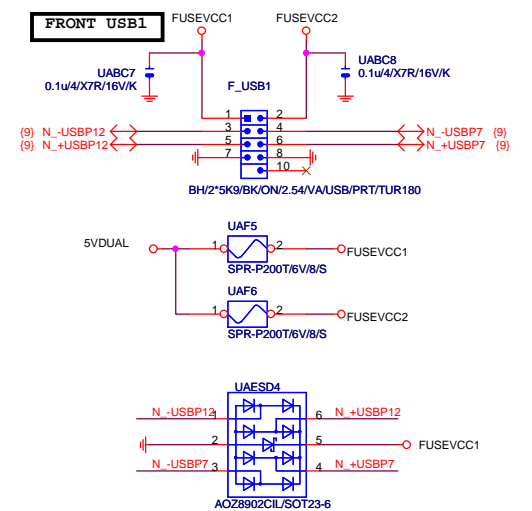 FRONT USB1
FUSEVCC1 FUSEVCC2
UABC7
0.1u/4/X7R/16V/K
UABC8
0.1u/4/X7R/16V/K
F_USB1
1 2
{9} N_-USBP12 3 4 N_-USBP7 {9}
{9} N_+USBP12 5 6 N_+USBP7 {9}
7 8
10
BH/2*5K9/BK/ON/2.54/VA/USB/PRT/TUR180
UAF5
5VDUAL 1 2 FUSEVCC1
SPR-P200T/6V/8/S
UAF6
1 2 FUSEVCC2
SPR-P200T/6V/8/S
UAESD4
N_-USBP12 1 6 N_+USBP12
2 5 FUSEVCC1
N_-USBP7 3 4 N_+USBP7
AOZ8902CIL/SOT23-6